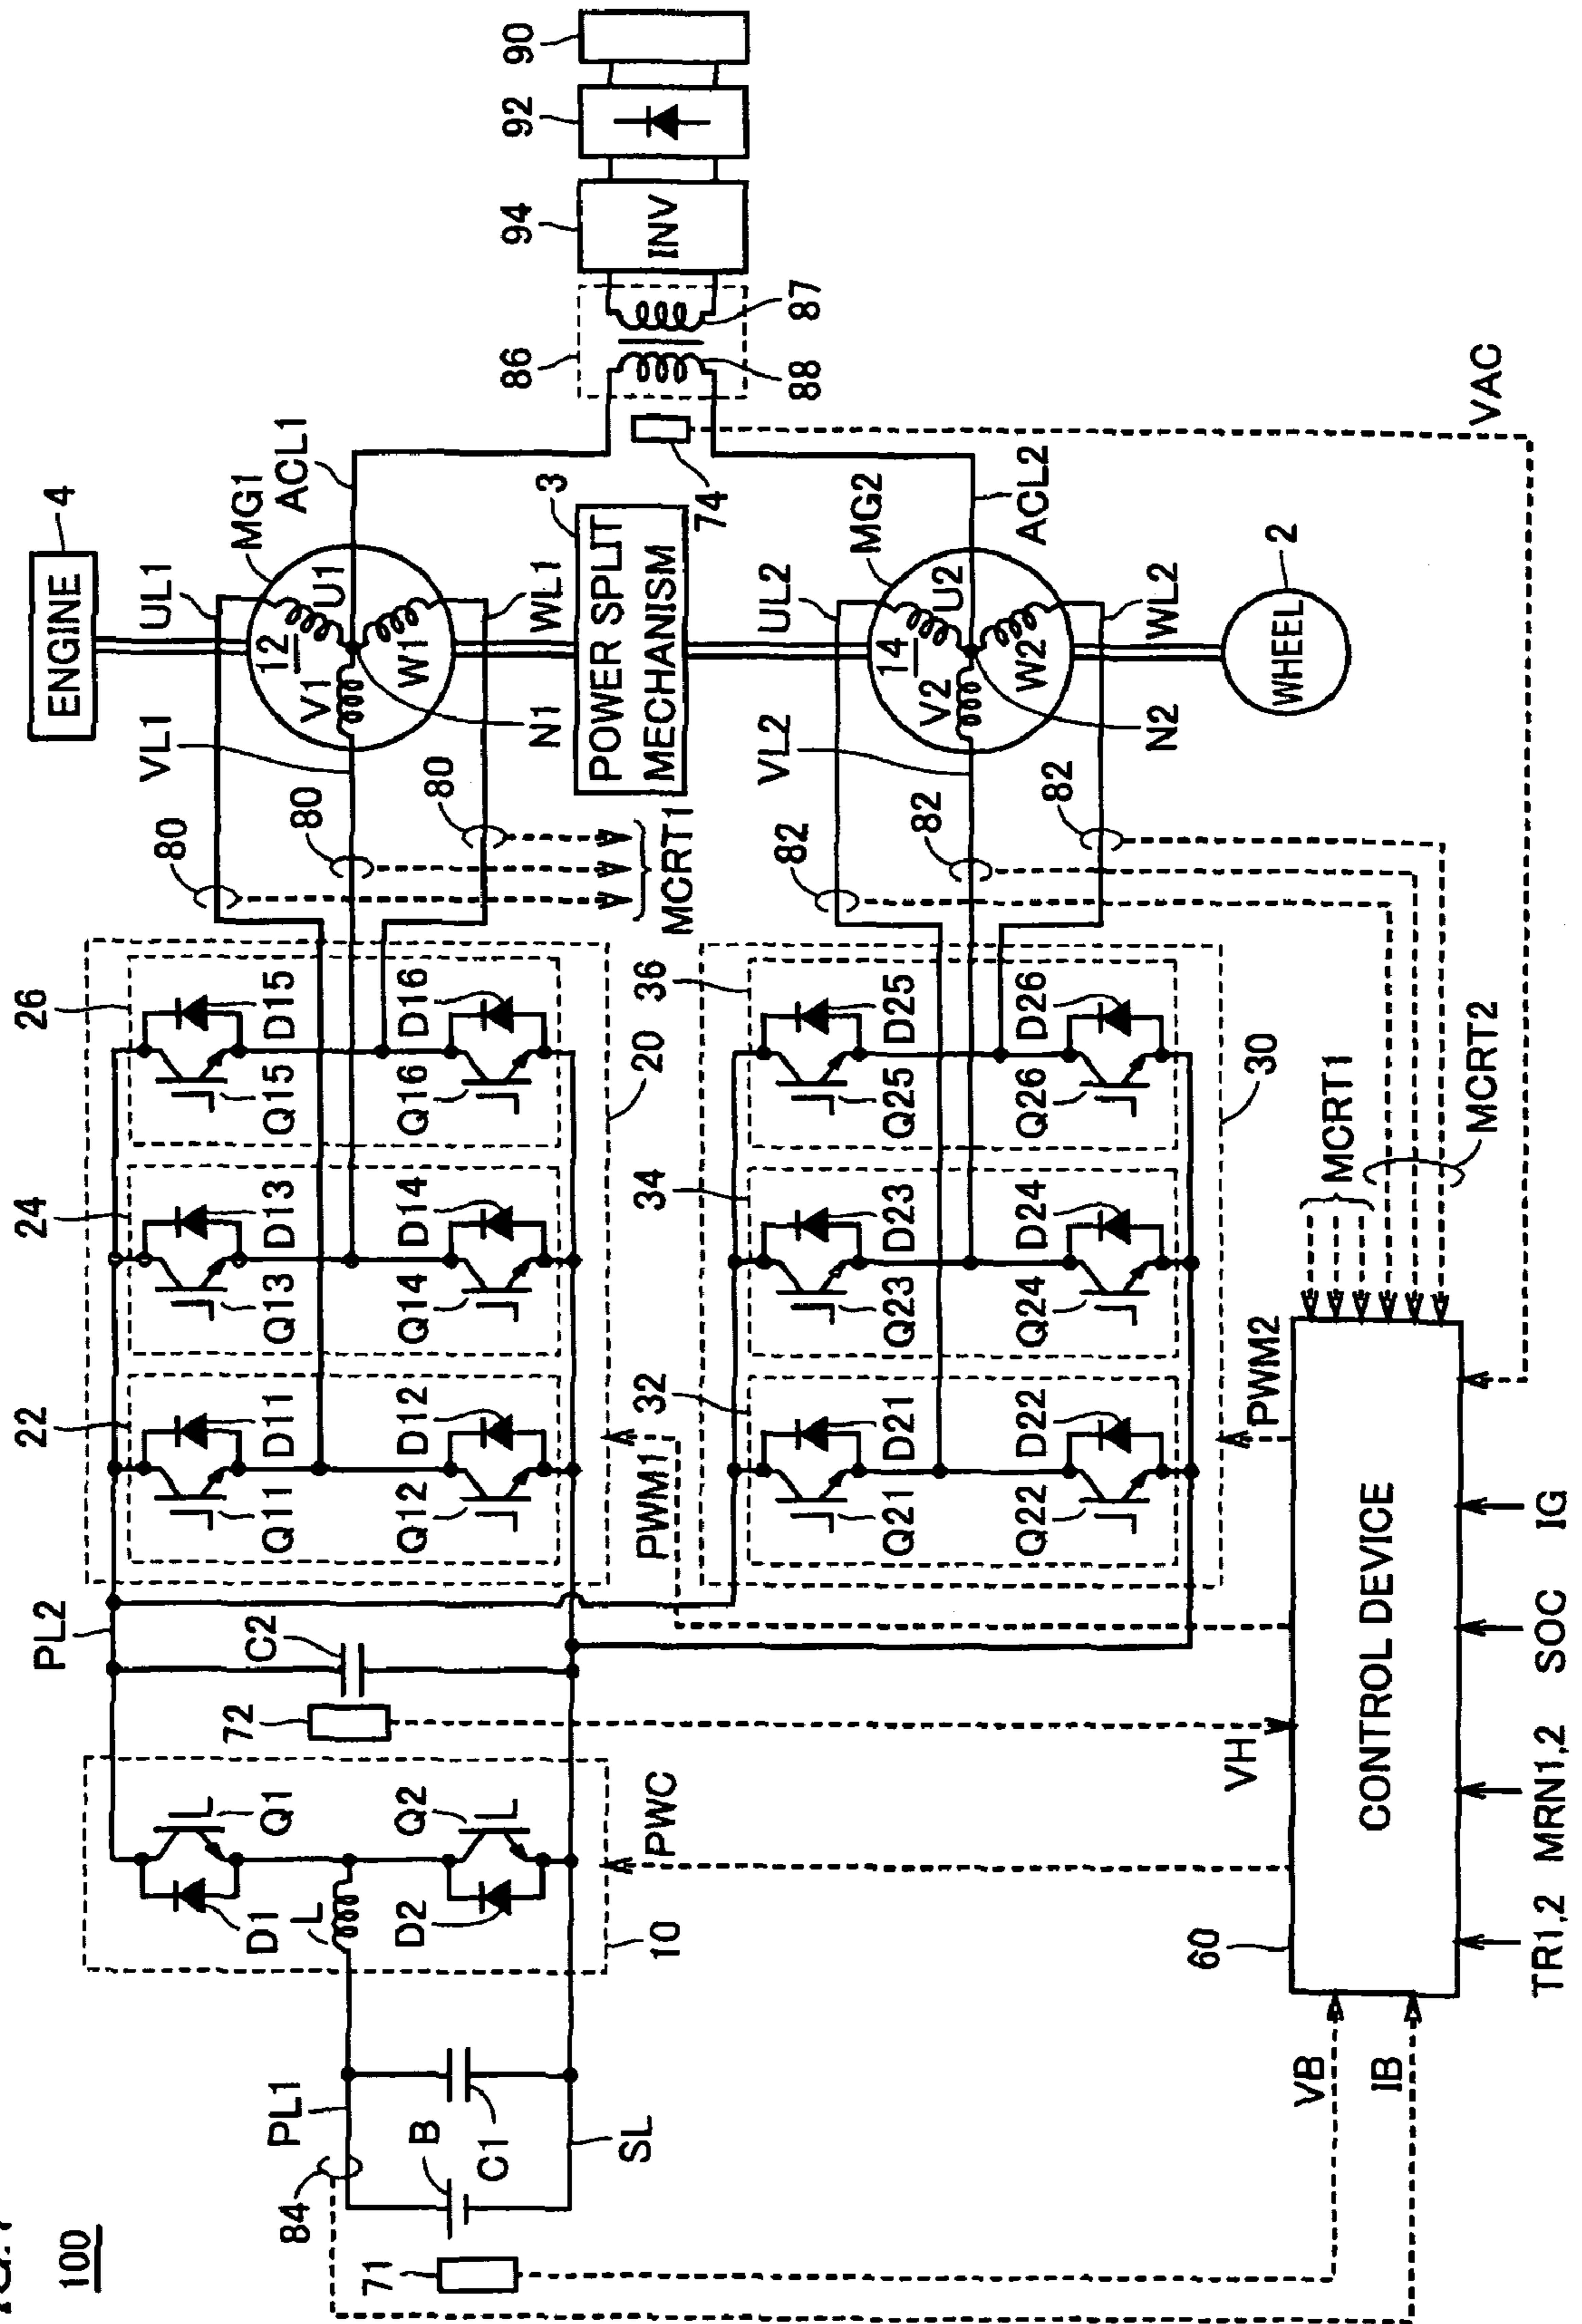 100
84
71
PL1
B
C1
SL
VB
IB
10
D1
L
D2
Q1
Q2
PWC
72
VH
PL2
C2
22
24
26
Q11
D11
Q12
D12
Q13
D13
Q14
D14
Q15
D15
Q16
D16
20
PWM1
32
34
36
Q21
D21
Q22
D22
Q23
D23
Q24
D24
Q25
D25
Q26
D26
30
PWM2
80
80
80
MCRT1
82
82
82
MCRT1
MCRT2
VL1
UL1
WL1
12
U1
V1
W1
N1
MG1
ACL1
ENGINE
4
POWER SPLIT
MECHANISM
3
VL2
UL2
WL2
14
U2
V2
W2
N2
MG2
ACL2
WHEEL
2
74
VAC
86
87
88
94
INV
92
90
60
CONTROL DEVICE
TR1,2
MRN1,2
SOC
IG